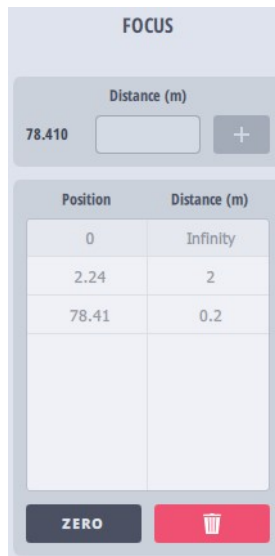 FOCUS
Distance (m)
78.410 +
Position Distance (m)
0 Infinity
2.24 2
78.41 0.2
ZERO